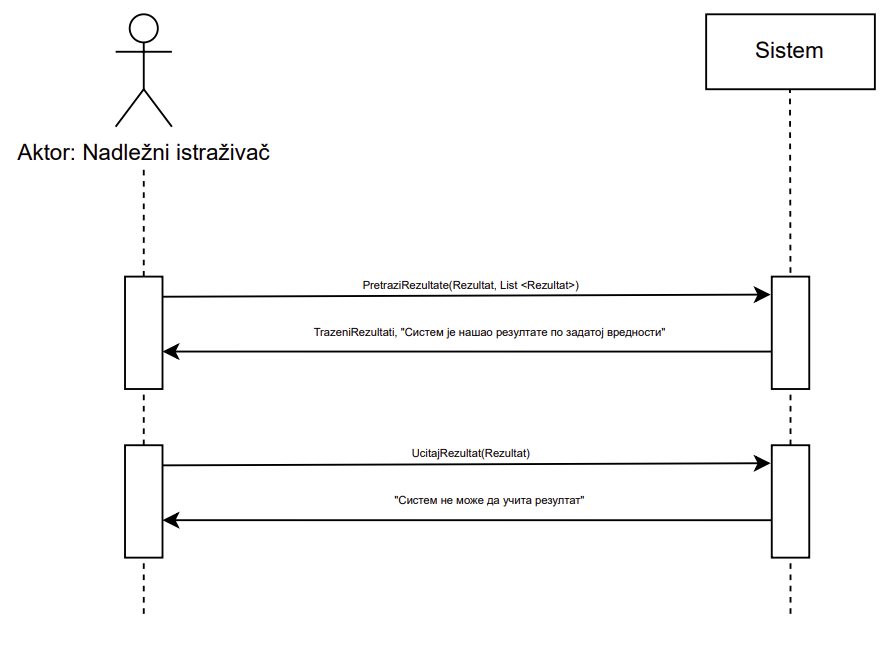 Sistem
Aktor: Nadležni istraživač
PretraziRezultate(Rezultat, List <Rezultat>)
TrazeniRezultati, "Систем је нашао резултате по задатој вредности"
UcitajRezultat(Rezultat)
"Систем не може да учита резултат"